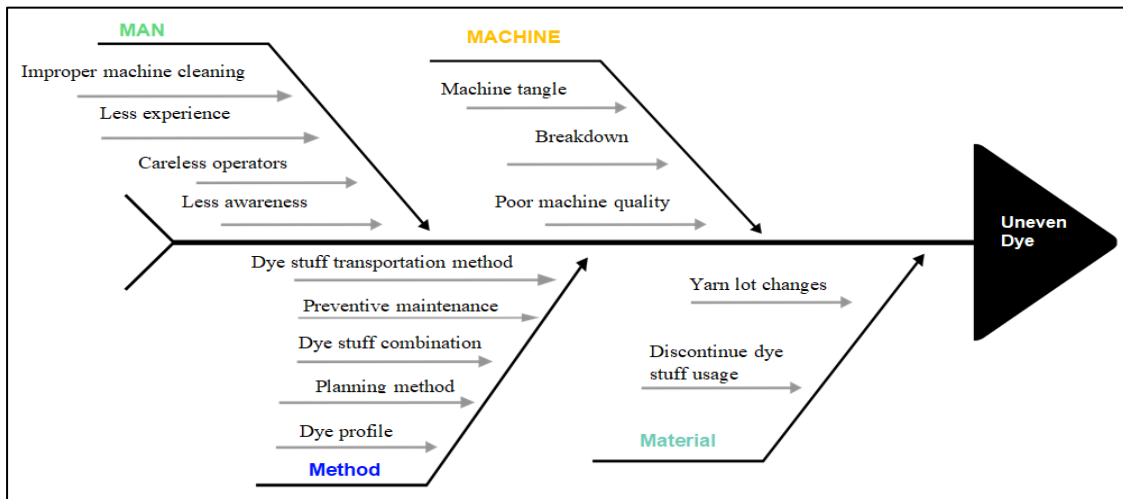 MAN
Improper machine cleaning
Less experience
Careless operators
Less awareness
MACHINE
Machine tangle
Breakdown
Poor machine quality
Uneven
Dye
Dye stuff transportation method
Preventive maintenance
Dye stuff combination
Planning method
Dye profile
Method
Yarn lot changes
Discontinue dye
stuff usage
Material